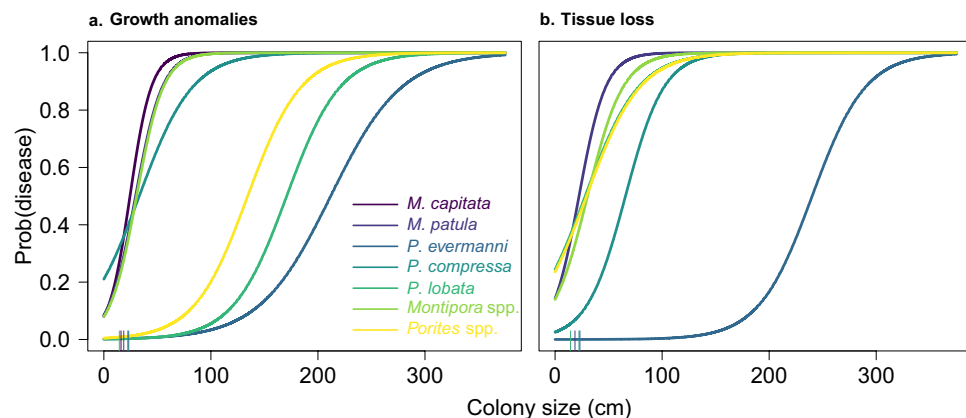 a. Growth anomalies
b. Tissue loss
Prob(disease)
1.0
0.8
0.6
0.4
0.2
0.0
M. capitata
M. patula
P. evermanni
P. compressa
P. lobata
Montipora spp.
Porites spp.
0 100 200 300
0 100 200 300
Colony size (cm)